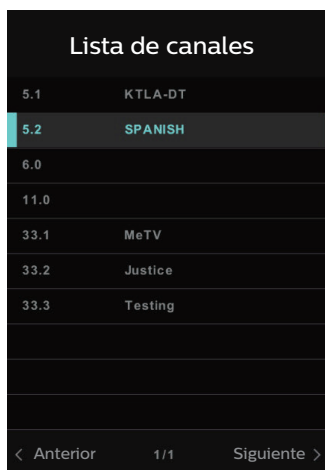 Lista de canales
5.1 KTLA-DT
5.2 SPANISH
6.0
11.0
33.1 MeTV
33.2 Justice
33.3 Testing
< Anterior 1/1 Siguiente >